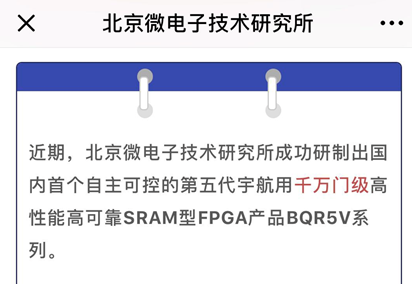 北京微电子技术研究所
近期，北京微电子技术研究所成功研制出国
内首个自主可控的第五代宇航用千万门级高
性能高可靠SRAM型FPGA产品BQR5V系
列。